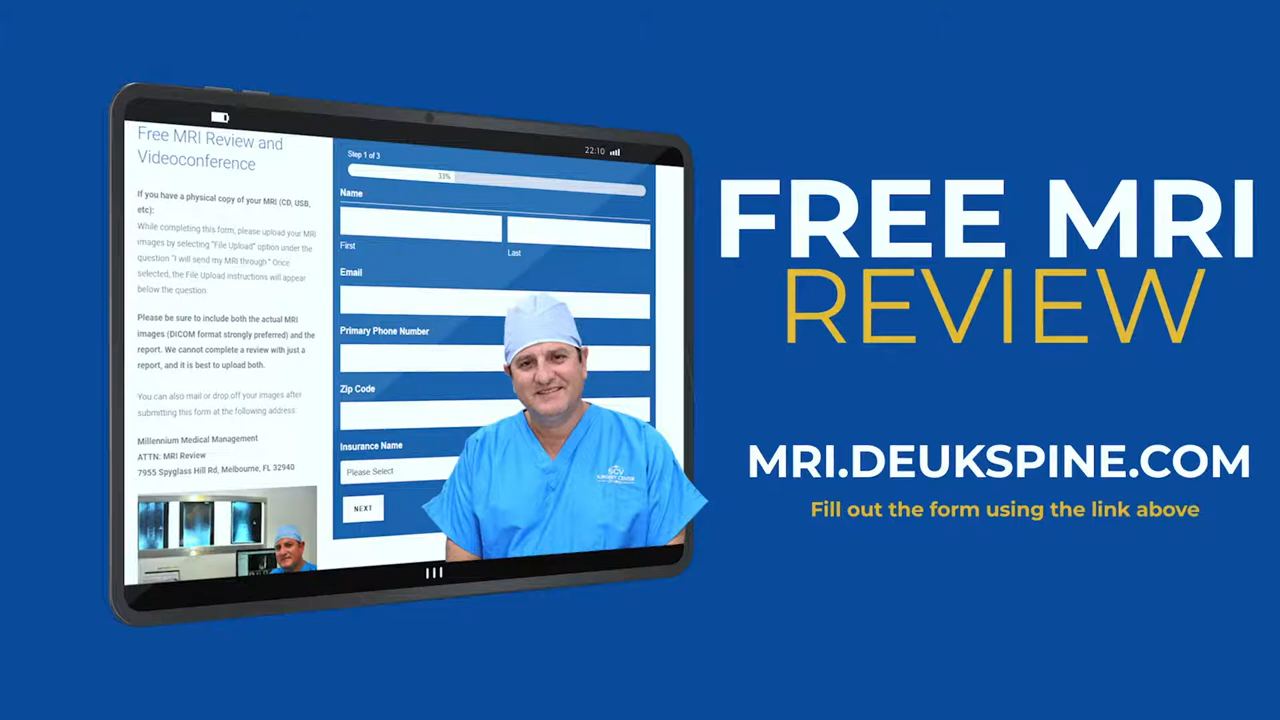 Free MRI Review and
Videoconference
If you have a physical copy of your MRI (CD, USB,
etc):
While completing this form, please upload your MRI
images by selecting "File Upload" option under the
question "I will send my MRI through." Once
selected, the File Upload instructions will appear
below the question.
Please be sure to include both the actual MRI
images (DICOM format strongly preferred) and the
report. We cannot complete a review with just a
report, and it is best to upload both.
You can also mail or drop off your images after
submitting this form at the following address:
Millennium Medical Management
ATTN: MRI Review
7955 Spyglass Hill Rd, Melbourne, FL 32940
22:10
Step 1 of 3
33%
Name
First
Last
Email
Primary Phone Number
Zip Code
Insurance Name
Please Select
NEXT
SCV
SURGERY CENTER
FREE MRI
REVIEW
MRI.DEUKSPINE.COM
Fill out the form using the link above